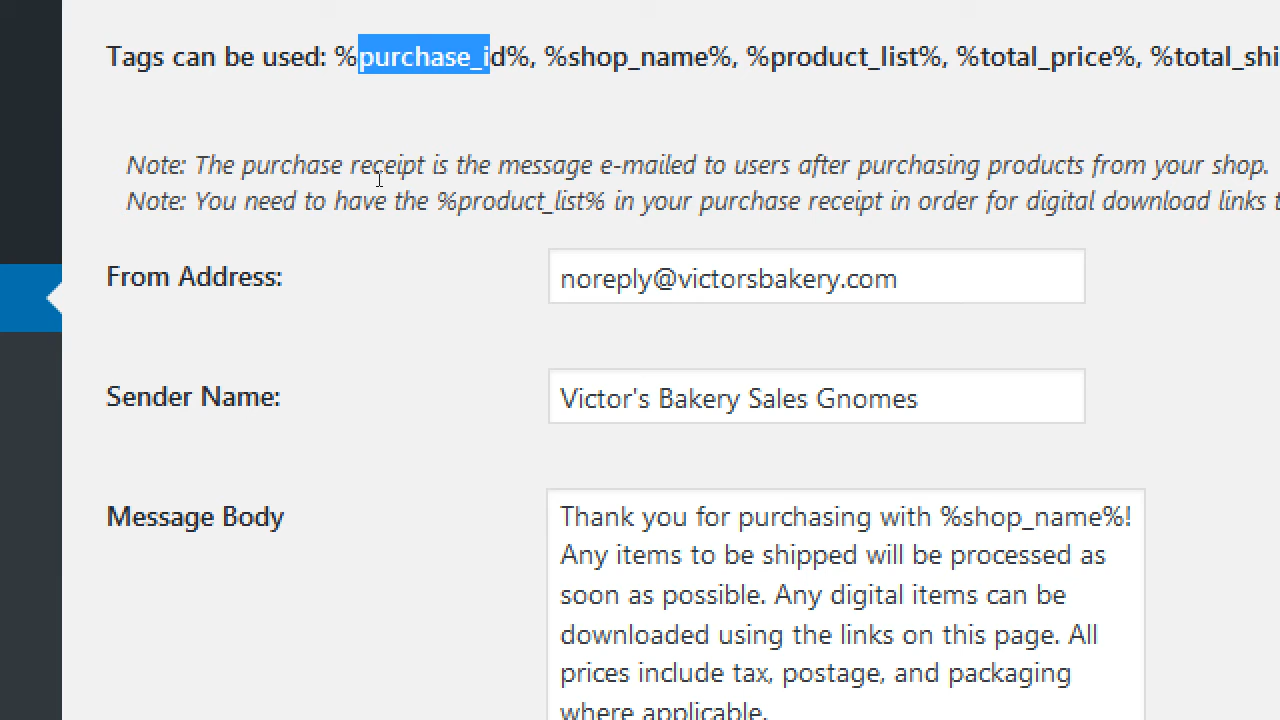 Tags can be used: %purchase_id%, %shop_name%, %product_list%, %total_price%, %total_shi
Note: The purchase receipt is the message e-mailed to users after purchasing products from your shop.
Note: You need to have the %product_list% in your purchase receipt in order for digital download links t
From Address:
noreply@victorsbakery.com
Sender Name:
Victor's Bakery Sales Gnomes
Message Body
Thank you for purchasing with %shop_name%!
Any items to be shipped will be processed as
soon as possible. Any digital items can be
downloaded using the links on this page. All
prices include tax, postage, and packaging
where applicable.